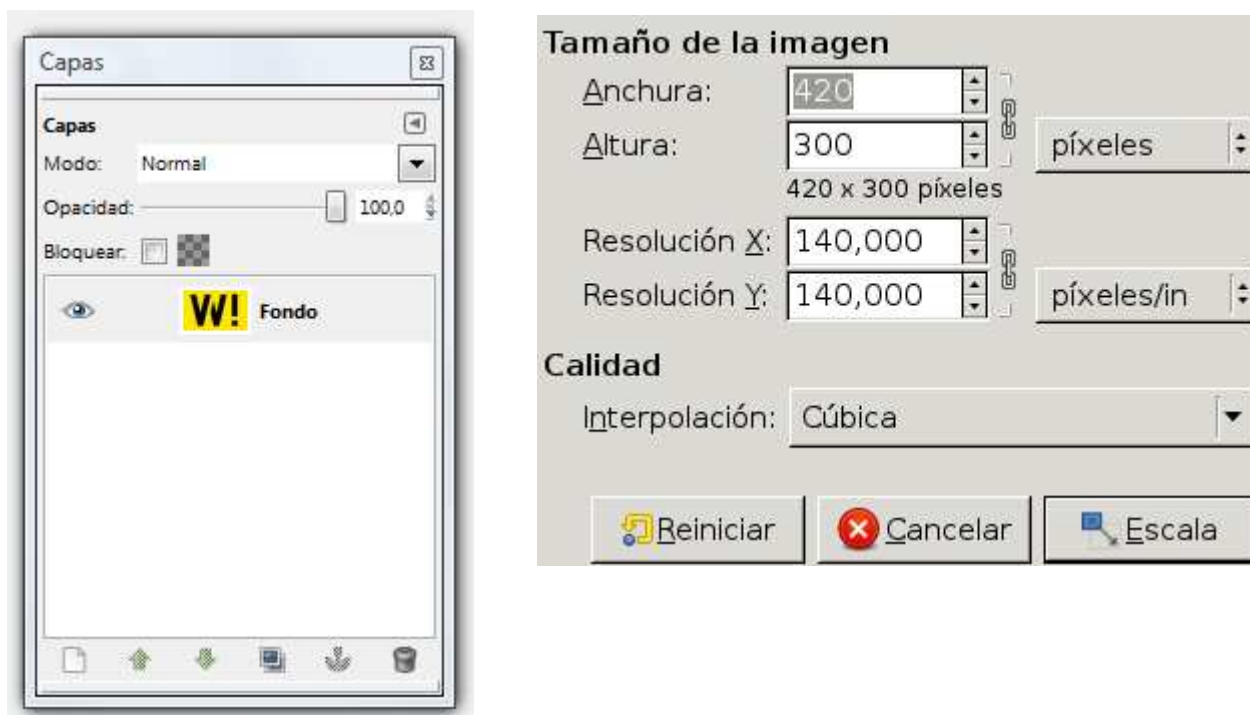 Capas
Capas
Modo: Normal
Opacidad: 100,0
Bloquear:
W! Fondo
Tamaño de la imagen
Anchura: 420
Altura: 300 píxeles
420 x 300 píxeles
Resolución X: 140,000
Resolución Y: 140,000 píxeles/in
Calidad
Interpolación: Cúbica
Reiniciar Cancelar Escala